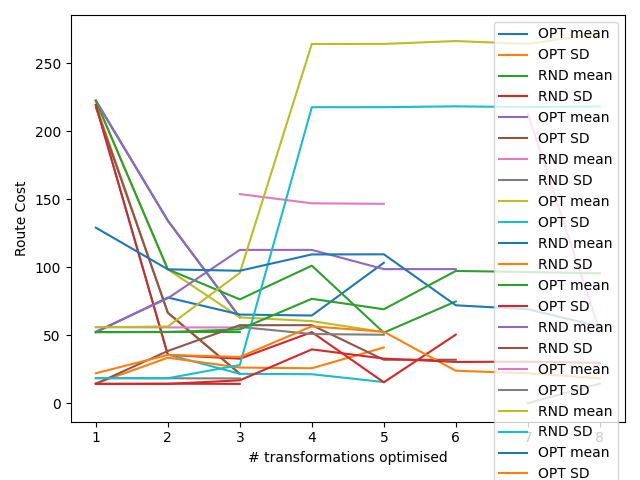 250
200
150
100
50
0
Route Cost
1 2 3 4 5 6 7 8
# transformations optimised
OPT mean
OPT SD
RND mean
RND SD
OPT mean
OPT SD
RND mean
RND SD
OPT mean
OPT SD
RND mean
RND SD
OPT mean
OPT SD
RND mean
RND SD
OPT mean
OPT SD
RND mean
RND SD
OPT mean
OPT SD